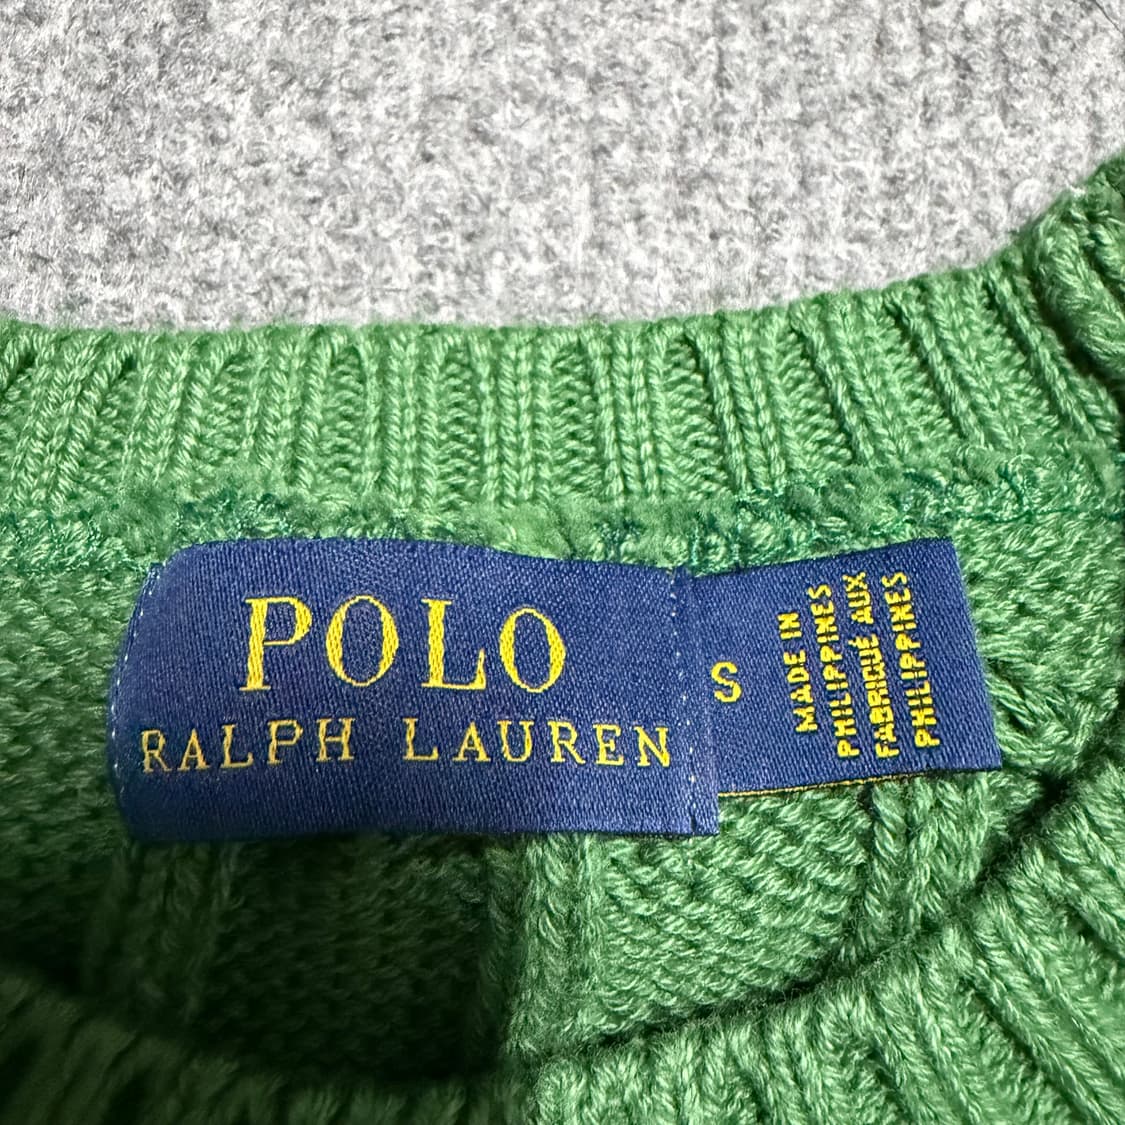 POLO
RALPH LAUREN
S
MADE IN
PHILIPPINES
FABRIQUÉ AUX
PHILIPPINES